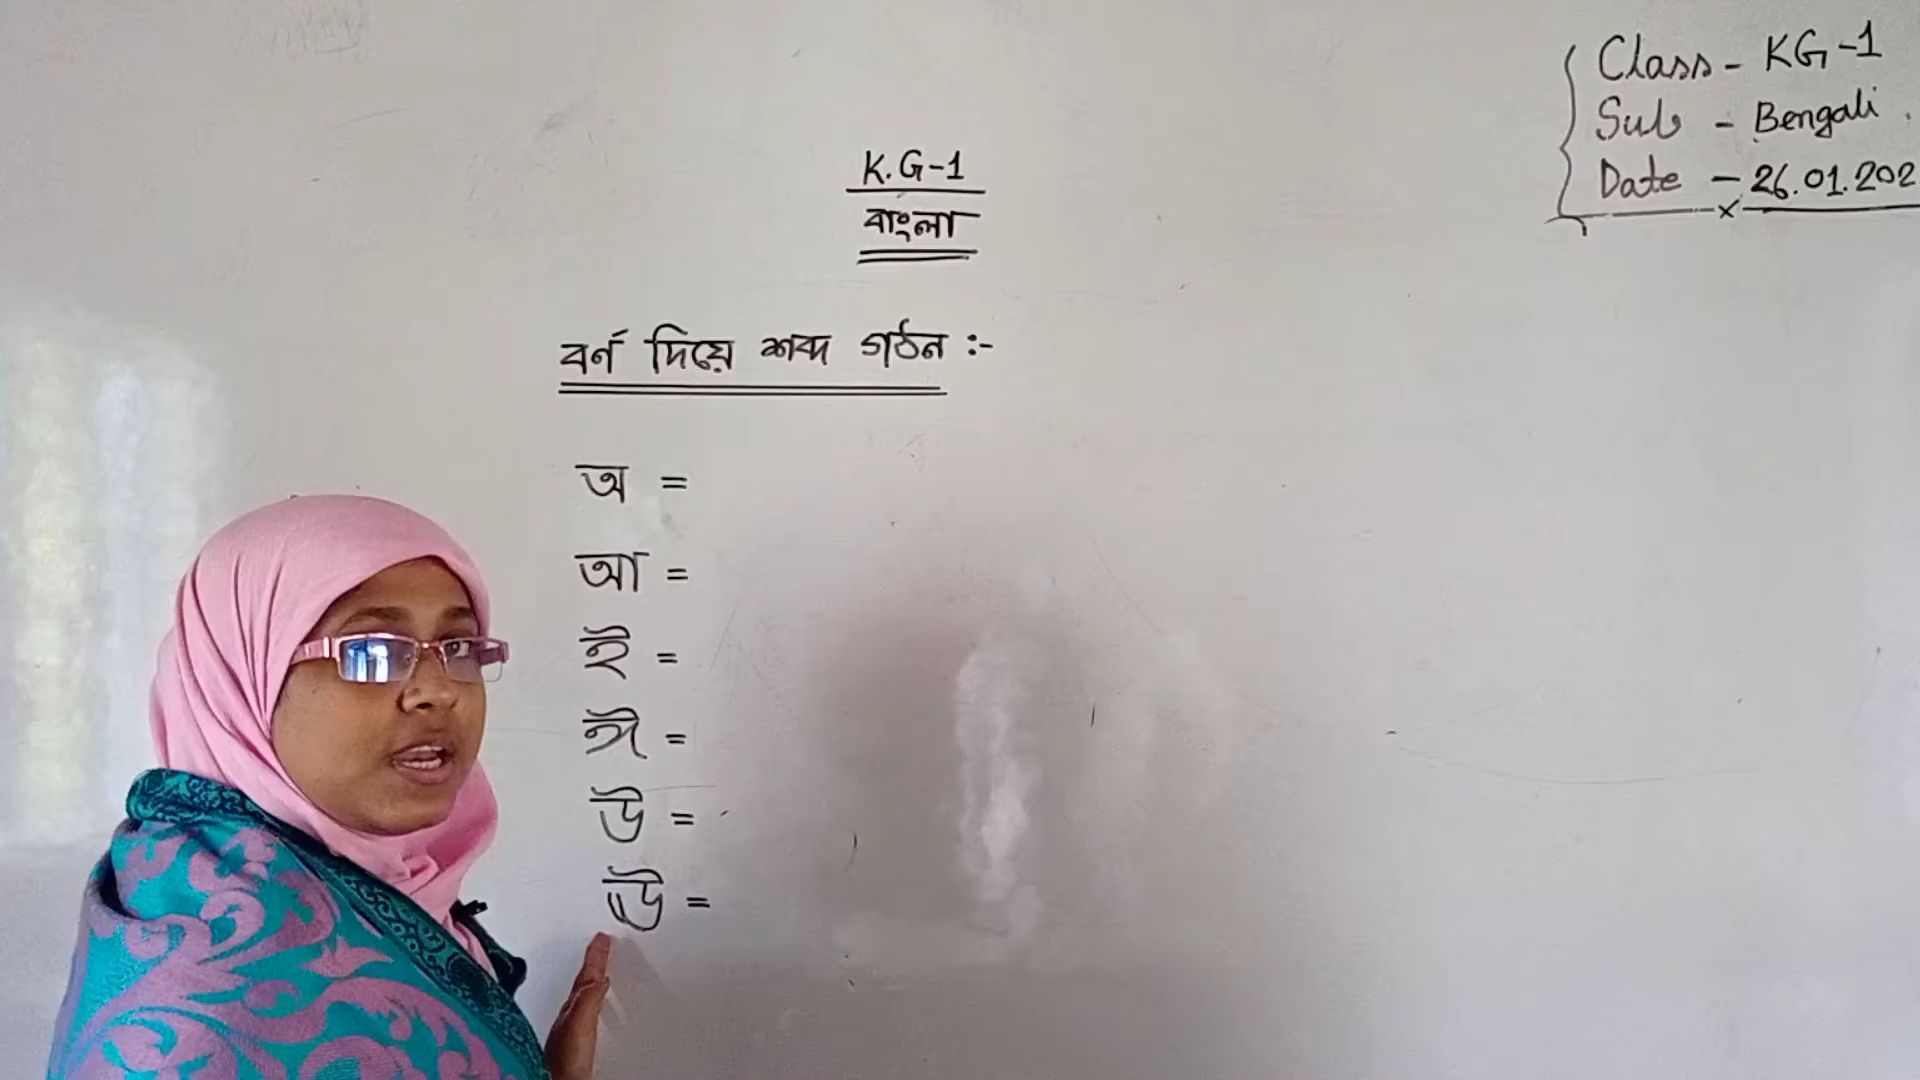 Class - KG-1
Sub - Bengali.
Date - 26.01.202
K.G-1
বাংলা
বর্ণ দিয়ে শব্দ গঠন :-
অ =
আ =
ই =
ঈ =
উ =
ঊ =